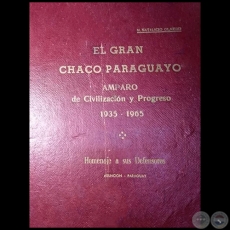 EL GRAN
CHACO PARAGUAYO
AMPARO
de Civilización y Progreso
1935 - 1965
Homenaje a sus Defensores
ASUNCION - PARAGUAY